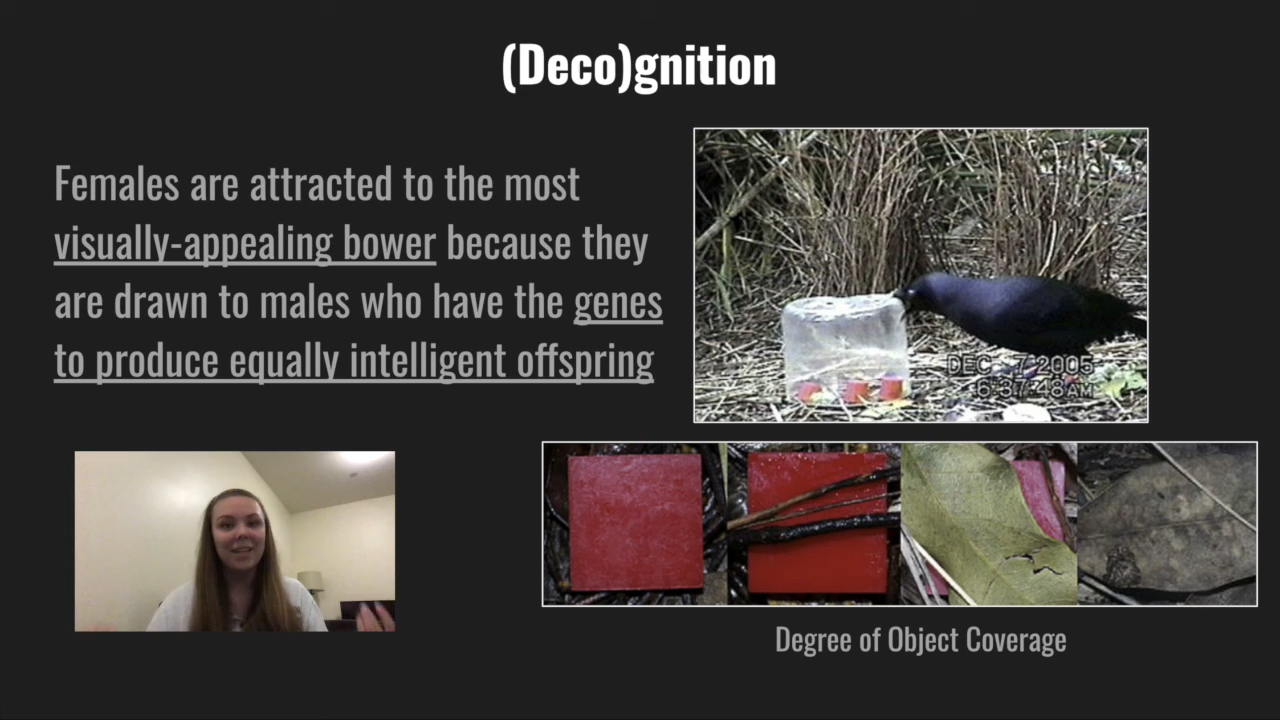 (Deco)gnition
Females are attracted to the most
visually-appealing bower because they
are drawn to males who have the genes
to produce equally intelligent offspring
DEC. 7 2005
6:37:48AM
Degree of Object Coverage